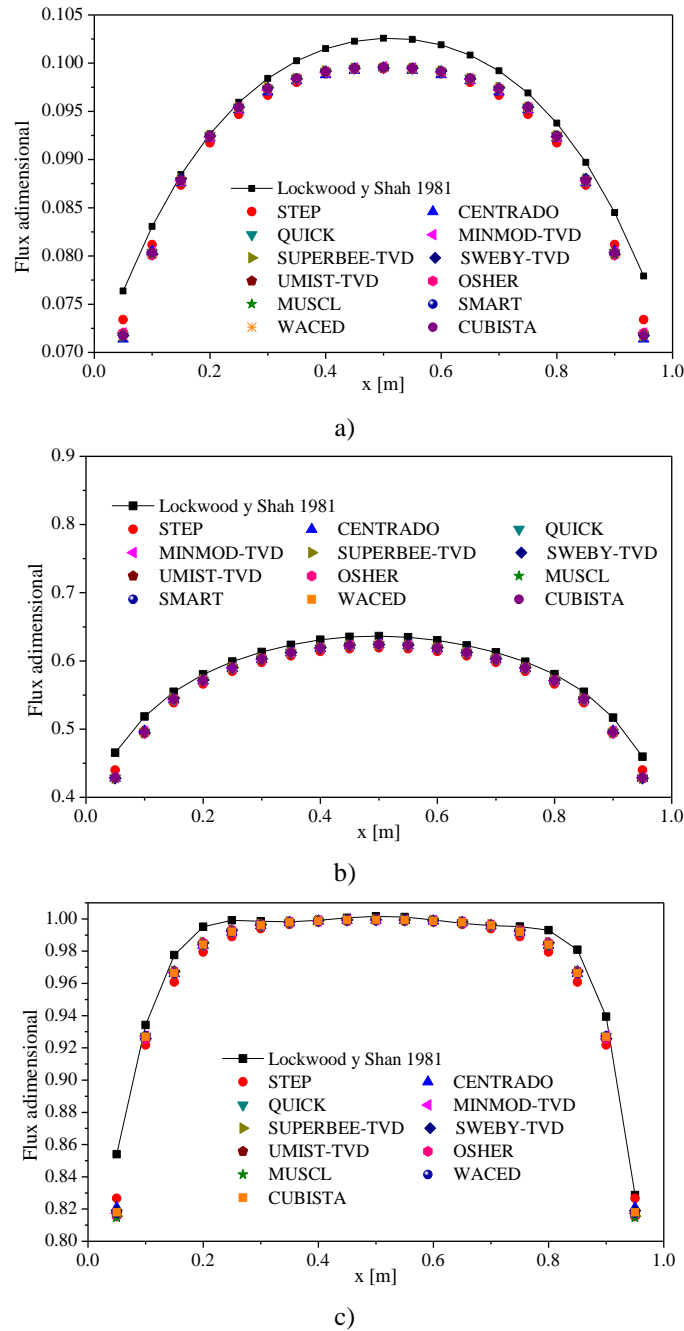 0.105
0.100
0.095
0.090
0.085
0.080
0.075
0.070
Flux adimensional
Lockwood y Shah 1981
STEP CENTRADO
QUICK MINMOD-TVD
SUPERBEE-TVD SWEBY-TVD
UMIST-TVD OSHER
MUSCL SMART
WACED CUBISTA
0.0 0.2 0.4 0.6 0.8 1.0
x [m]
a)
0.9
0.8
0.7
0.6
0.5
0.4
Flux adimensional
Lockwood y Shah 1981
STEP CENTRADO QUICK
MINMOD-TVD SUPERBEE-TVD SWEBY-TVD
UMIST-TVD OSHER MUSCL
SMART WACED CUBISTA
0.0 0.2 0.4 0.6 0.8 1.0
x [m]
b)
1.00
0.98
0.96
0.94
0.92
0.90
0.88
0.86
0.84
0.82
0.80
Flux adimensional
Lockwood y Shan 1981
STEP CENTRADO
QUICK MINMOD-TVD
SUPERBEE-TVD SWEBY-TVD
UMIST-TVD OSHER
MUSCL WACED
CUBISTA
0.0 0.2 0.4 0.6 0.8 1.0
x [m]
c)